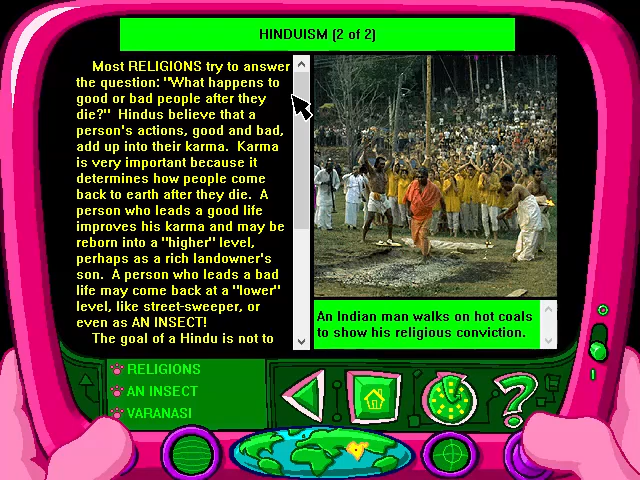 HINDUISM (2 of 2)
Most RELIGIONS try to answer
the question: "What happens to
good or bad people after they
die?" Hindus believe that a
person's actions, good and bad,
add up into their karma. Karma
is very important because it
determines how people come
back to earth after they die. A
person who leads a good life
improves his karma and may be
reborn into a "higher" level,
perhaps as a rich landowner's
son. A person who leads a bad
life may come back at a "lower"
level, like street-sweeper, or
even as AN INSECT!
The goal of a Hindu is not to
An Indian man walks on hot coals
to show his religious conviction.
RELIGIONS
AN INSECT
VARANASI
?